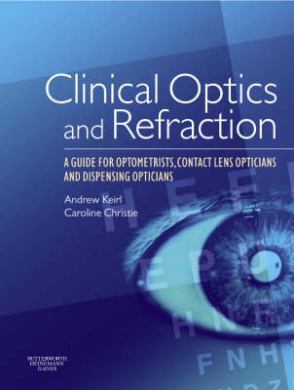 Clinical Optics
and Refraction
A GUIDE FOR OPTOMETRISTS, CONTACT LENS OPTICIANS
AND DISPENSING OPTICIANS
Andrew Keirl
Caroline Christie
H E E
E P U
H N
F N H
P Z
BUTTERWORTH
HEINEMANN
ELSEVIER